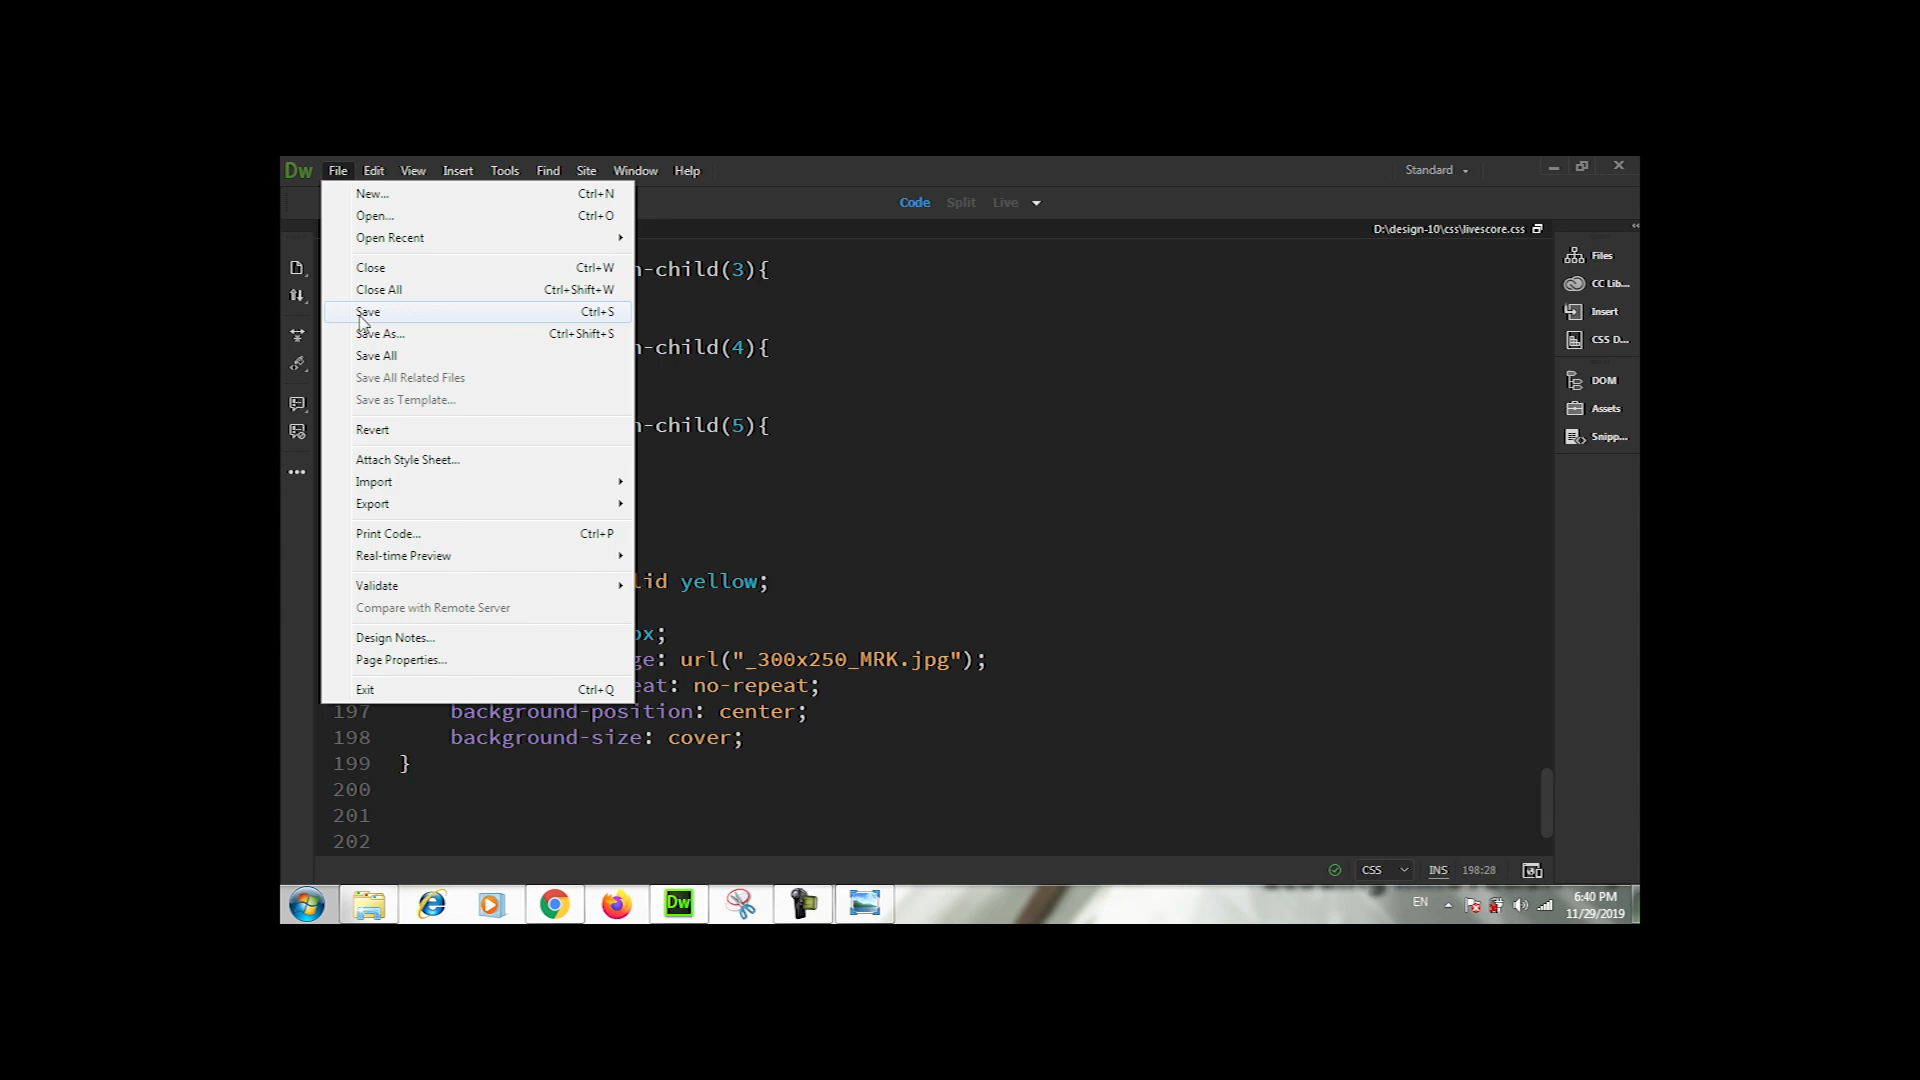 Dw File Edit View Insert Tools Find Site Window Help Standard
Code Split Live
D:\design-10\css\livescore.css
New... Ctrl+N
Open... Ctrl+O
Open Recent
Close Ctrl+W
Close All Ctrl+Shift+W
Save Ctrl+S
Save As... Ctrl+Shift+S
Save All
Save All Related Files
Save as Template...
Revert
Attach Style Sheet...
Import
Export
Print Code... Ctrl+P
Real-time Preview
Validate
Compare with Remote Server
Design Notes...
Page Properties...
Exit Ctrl+Q
-child(3){
-child(4){
-child(5){
lid yellow;
px;
ge: url("_300x250_MRK.jpg");
eat: no-repeat;
197 background-position: center;
198 background-size: cover;
199 }
200
201
202
Files
CC Lib...
Insert
CSS D...
DOM
Assets
Snipp...
CSS INS 198:28
Dw
EN
6:40 PM
11/29/2019